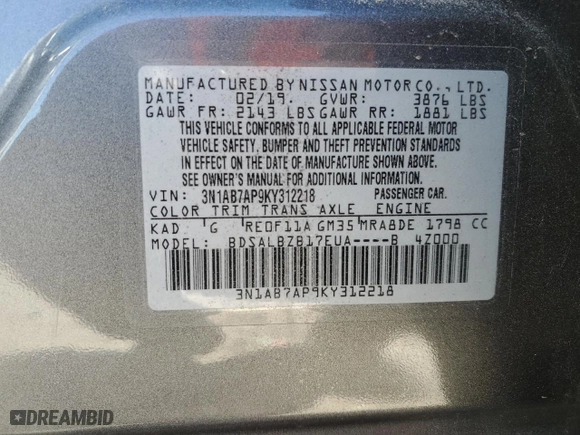 MANUFACTURED BY NISSAN MOTOR CO., LTD.
DATE: 02/19. GVWR: 3876 LBS
GAWR FR: 2143 LBS GAWR RR: 1881 LBS
THIS VEHICLE CONFORMS TO ALL APPLICABLE FEDERAL MOTOR
VEHICLE SAFETY, BUMPER AND THEFT PREVENTION STANDARDS
IN EFFECT ON THE DATE OF MANUFACTURE SHOWN ABOVE.
SEE OWNER'S MANUAL FOR ADDITIONAL INFORMATION.
VIN: 3N1AB7AP9KY312218 PASSENGER CAR.
COLOR TRIM TRANS AXLE ENGINE
KAD G RE0F11A GM35 MRA8DE 1798 CC
MODEL: BDSALBZB17EUA----B 4Z000
3N1AB7AP9KY312218
DREAMBID